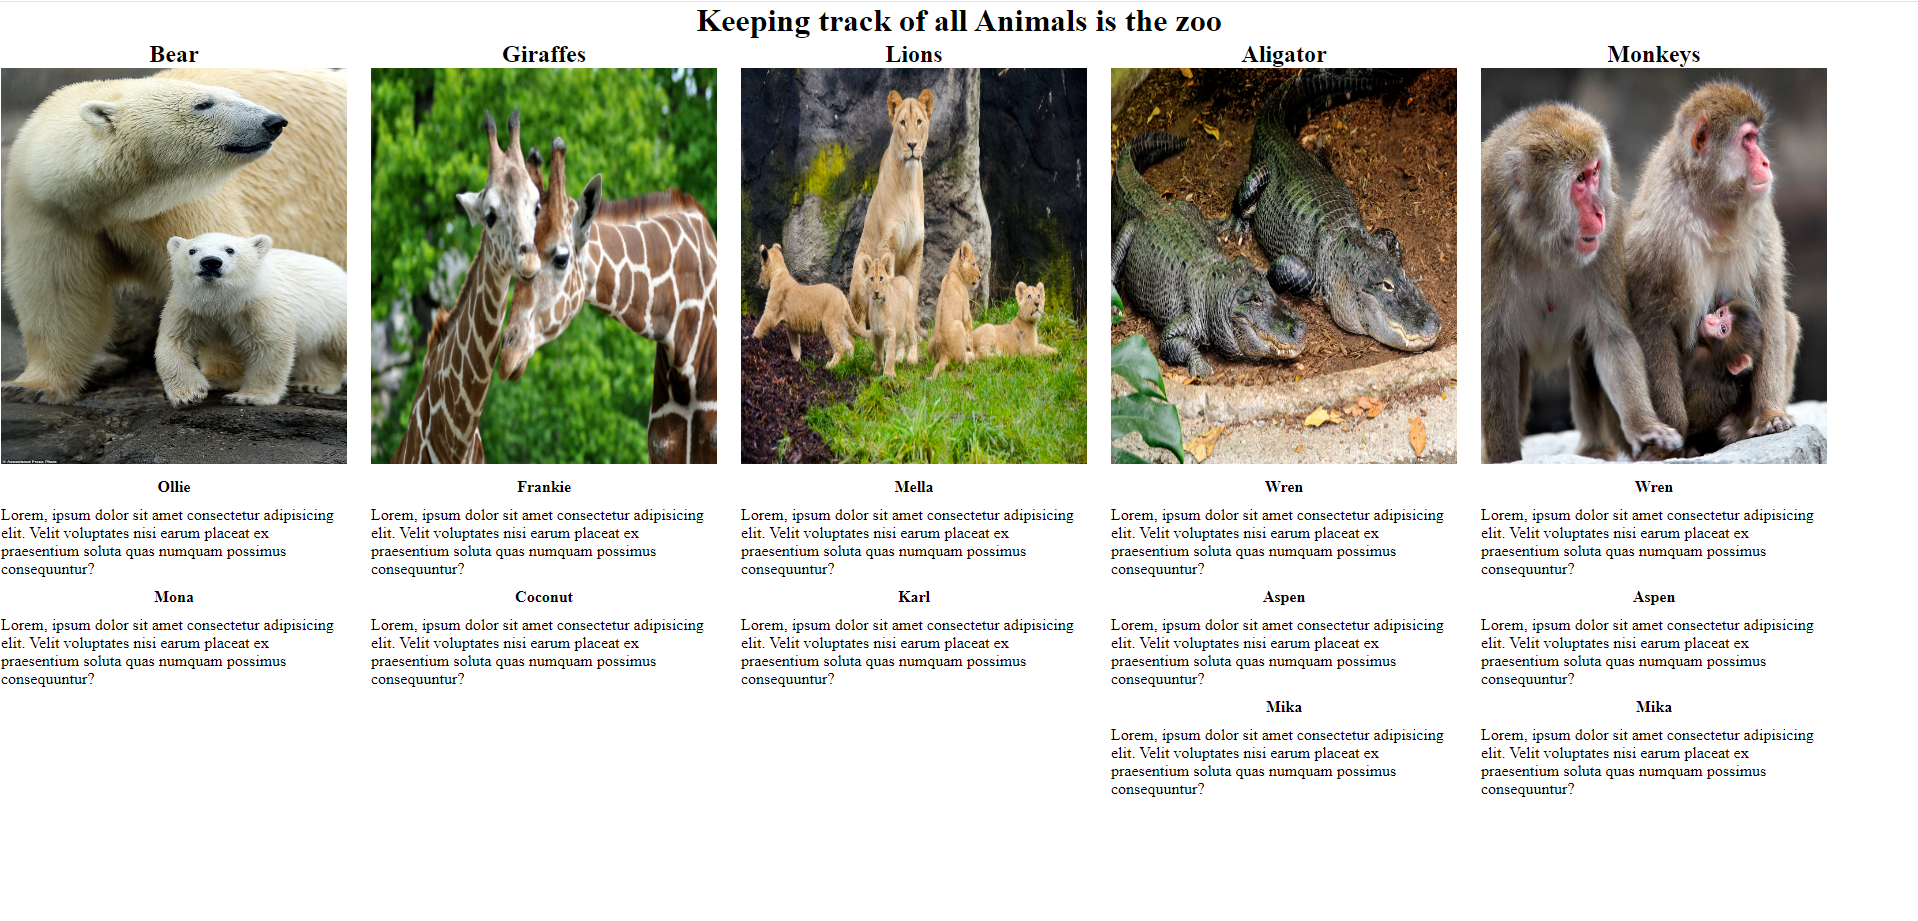 Keeping track of all Animals is the zoo
Bear
Giraffes
Lions
Aligator
Monkeys
Ollie
Lorem, ipsum dolor sit amet consectetur adipisicing
elit. Velit voluptates nisi earum placeat ex
praesentium soluta quas numquam possimus
consequuntur?
Mona
Lorem, ipsum dolor sit amet consectetur adipisicing
elit. Velit voluptates nisi earum placeat ex
praesentium soluta quas numquam possimus
consequuntur?
Frankie
Lorem, ipsum dolor sit amet consectetur adipisicing
elit. Velit voluptates nisi earum placeat ex
praesentium soluta quas numquam possimus
consequuntur?
Coconut
Lorem, ipsum dolor sit amet consectetur adipisicing
elit. Velit voluptates nisi earum placeat ex
praesentium soluta quas numquam possimus
consequuntur?
Mella
Lorem, ipsum dolor sit amet consectetur adipisicing
elit. Velit voluptates nisi earum placeat ex
praesentium soluta quas numquam possimus
consequuntur?
Karl
Lorem, ipsum dolor sit amet consectetur adipisicing
elit. Velit voluptates nisi earum placeat ex
praesentium soluta quas numquam possimus
consequuntur?
Wren
Lorem, ipsum dolor sit amet consectetur adipisicing
elit. Velit voluptates nisi earum placeat ex
praesentium soluta quas numquam possimus
consequuntur?
Aspen
Lorem, ipsum dolor sit amet consectetur adipisicing
elit. Velit voluptates nisi earum placeat ex
praesentium soluta quas numquam possimus
consequuntur?
Mika
Lorem, ipsum dolor sit amet consectetur adipisicing
elit. Velit voluptates nisi earum placeat ex
praesentium soluta quas numquam possimus
consequuntur?
Wren
Lorem, ipsum dolor sit amet consectetur adipisicing
elit. Velit voluptates nisi earum placeat ex
praesentium soluta quas numquam possimus
consequuntur?
Aspen
Lorem, ipsum dolor sit amet consectetur adipisicing
elit. Velit voluptates nisi earum placeat ex
praesentium soluta quas numquam possimus
consequuntur?
Mika
Lorem, ipsum dolor sit amet consectetur adipisicing
elit. Velit voluptates nisi earum placeat ex
praesentium soluta quas numquam possimus
consequuntur?